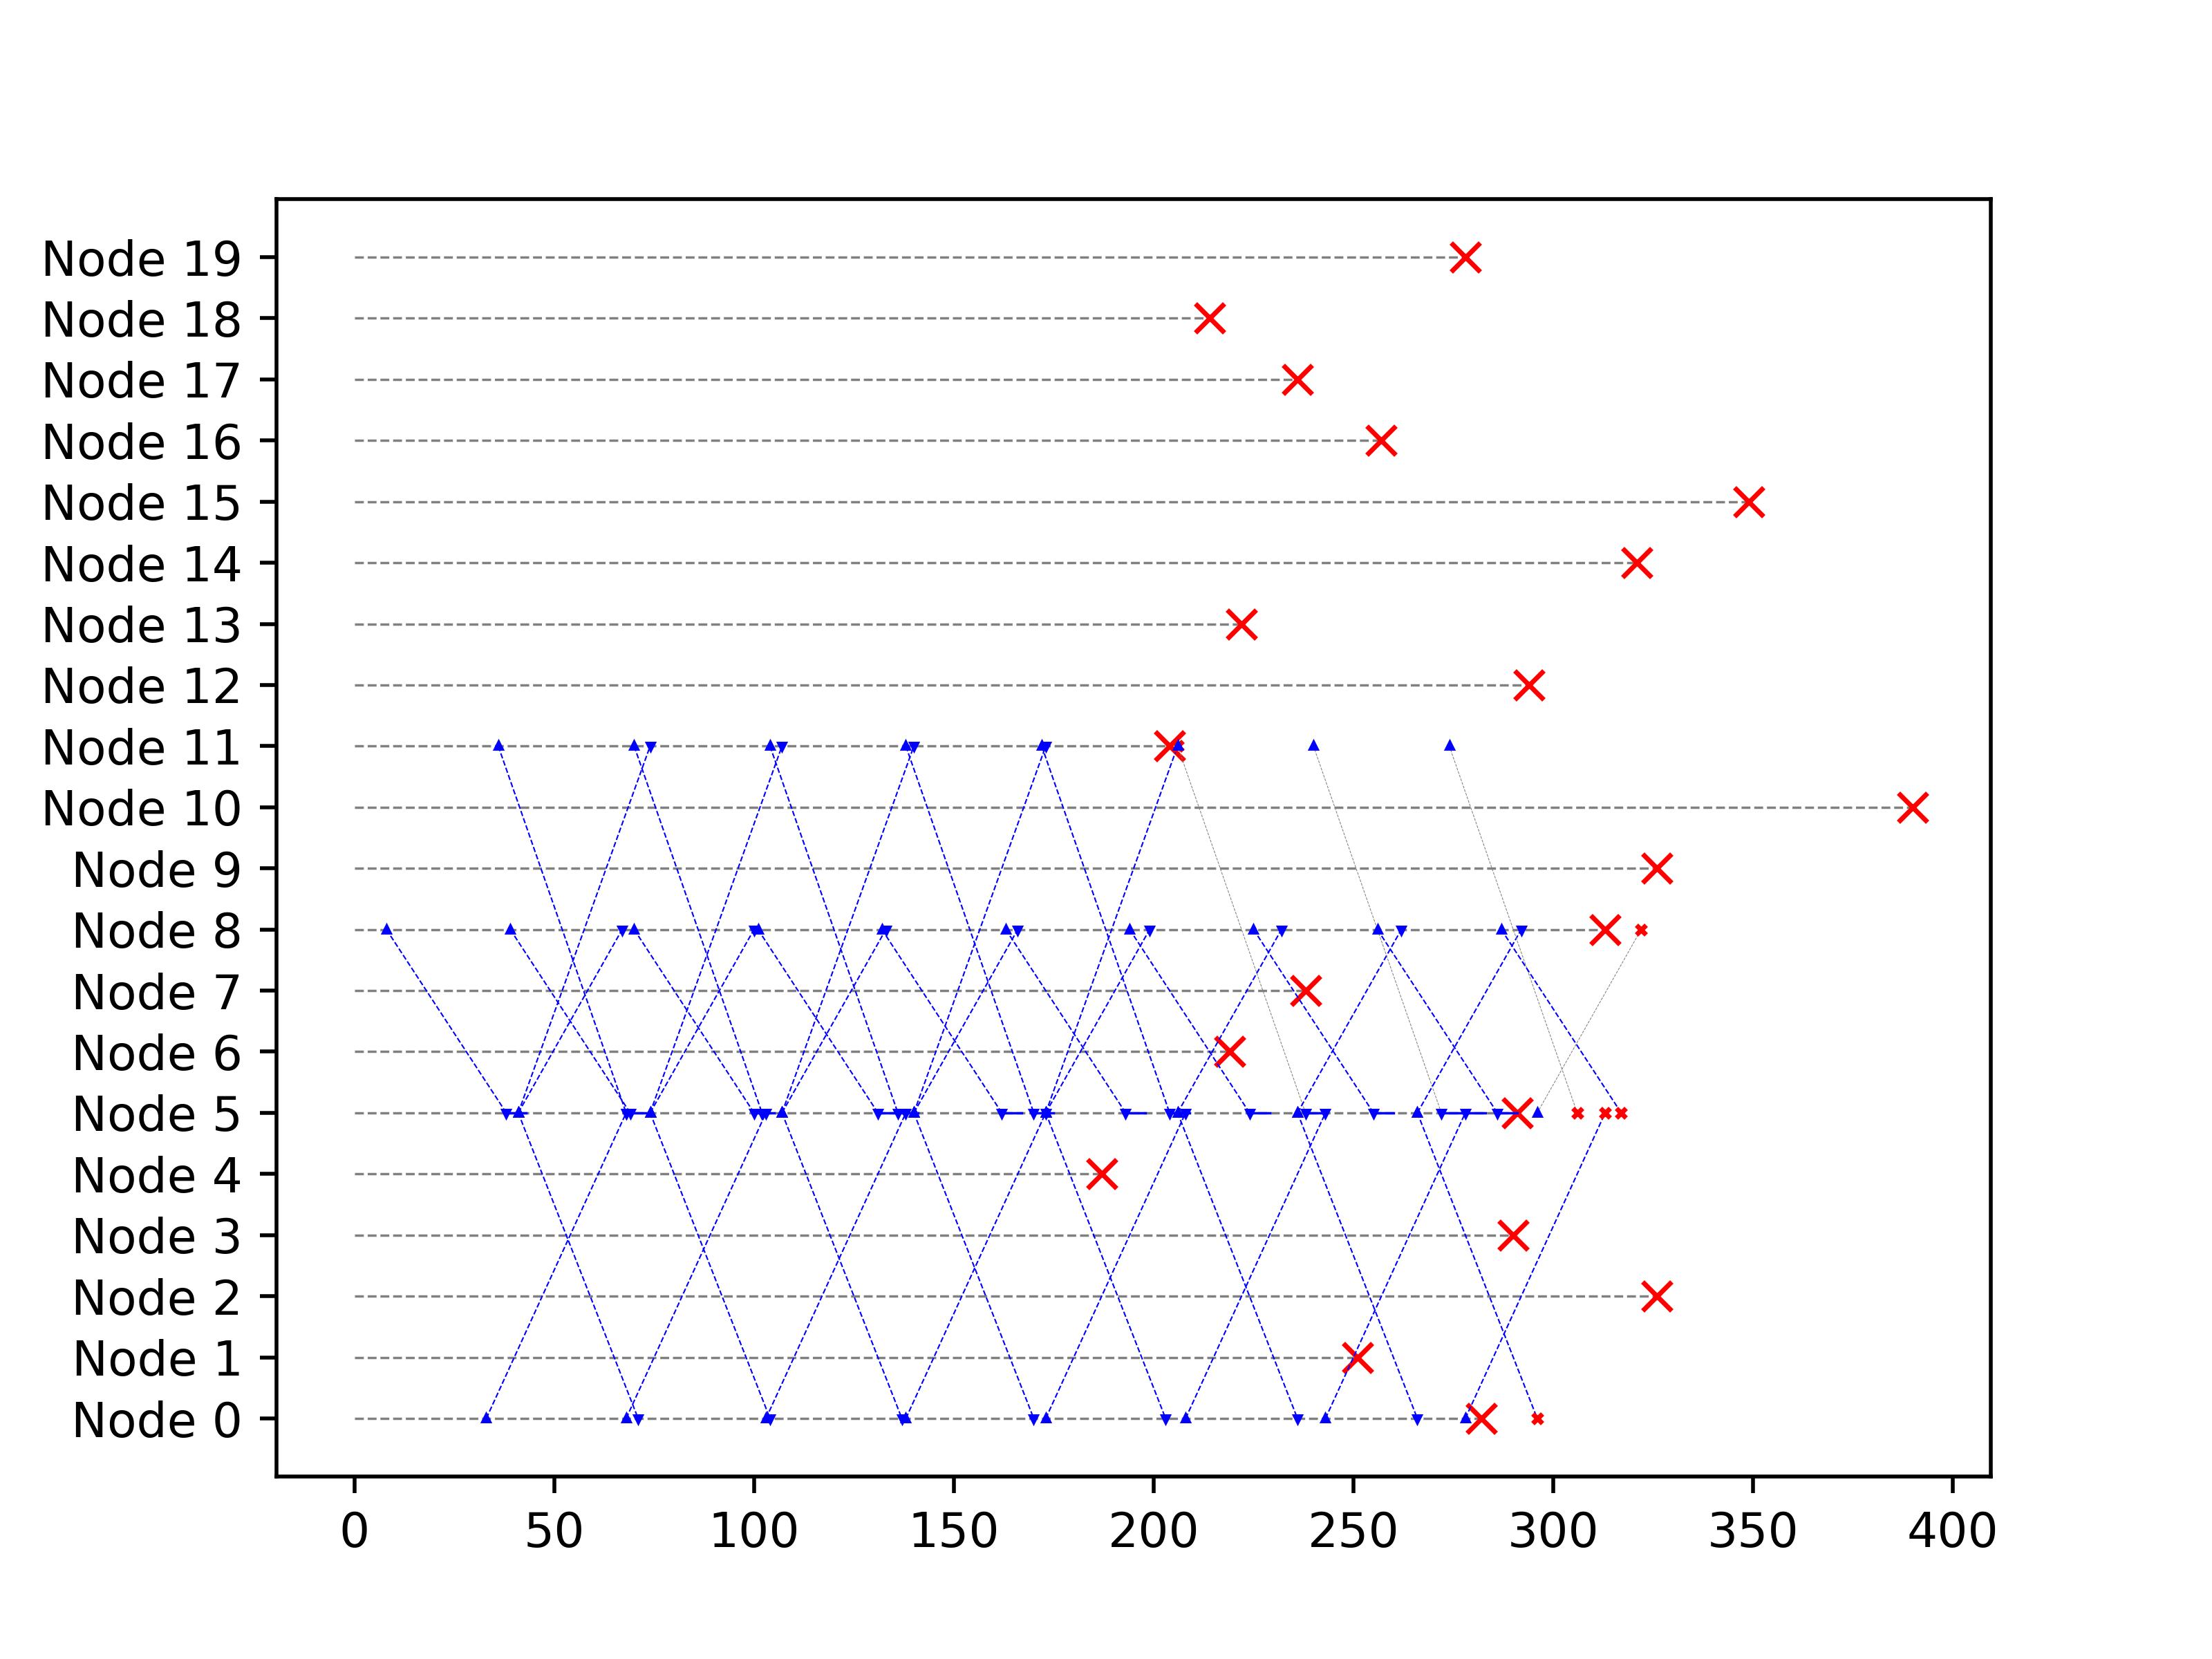 Node 19
Node 18
Node 17
Node 16
Node 15
Node 14
Node 13
Node 12
Node 11
Node 10
Node 9
Node 8
Node 7
Node 6
Node 5
Node 4
Node 3
Node 2
Node 1
Node 0
0 50 100 150 200 250 300 350 400